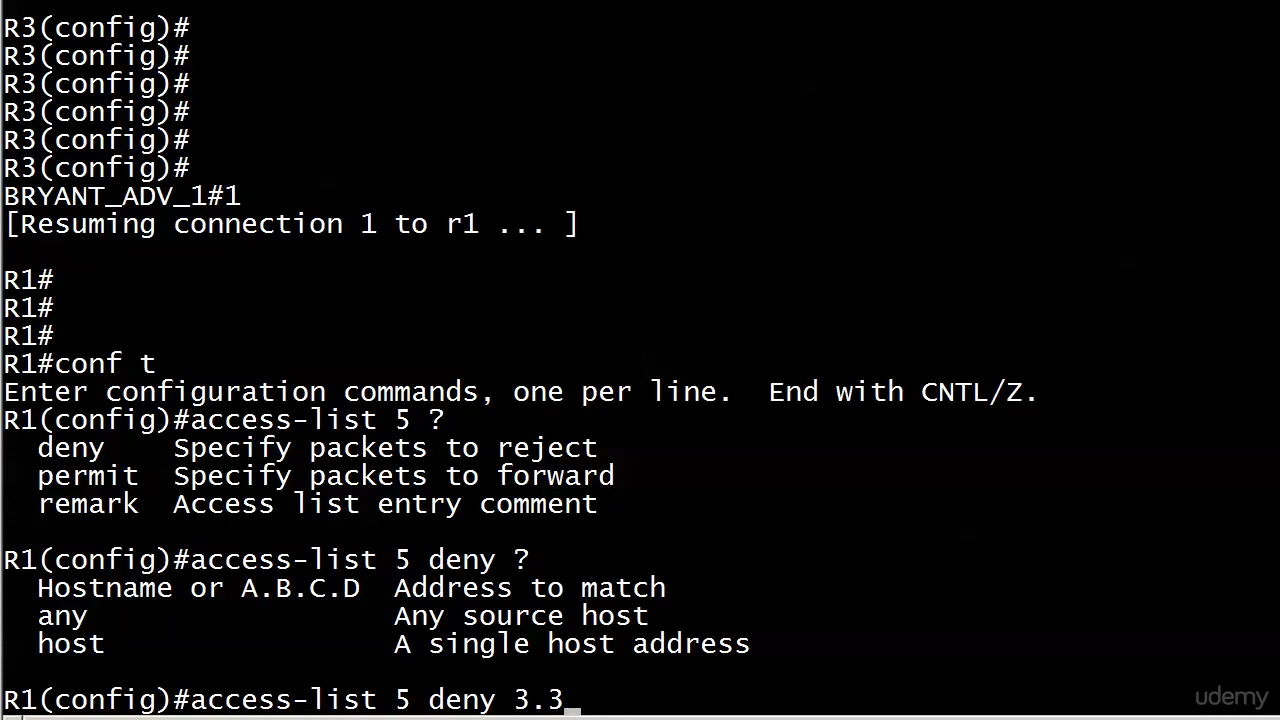 R3(config)#
R3(config)#
R3(config)#
R3(config)#
R3(config)#
R3(config)#
BRYANT_ADV_1#1
[Resuming connection 1 to r1 ... ]
R1#
R1#
R1#
R1#conf t
Enter configuration commands, one per line.  End with CNTL/Z.
R1(config)#access-list 5 ?
  deny    Specify packets to reject
  permit  Specify packets to forward
  remark  Access list entry comment
R1(config)#access-list 5 deny ?
  Hostname or A.B.C.D  Address to match
  any                  Any source host
  host                 A single host address
R1(config)#access-list 5 deny 3.3
udemy